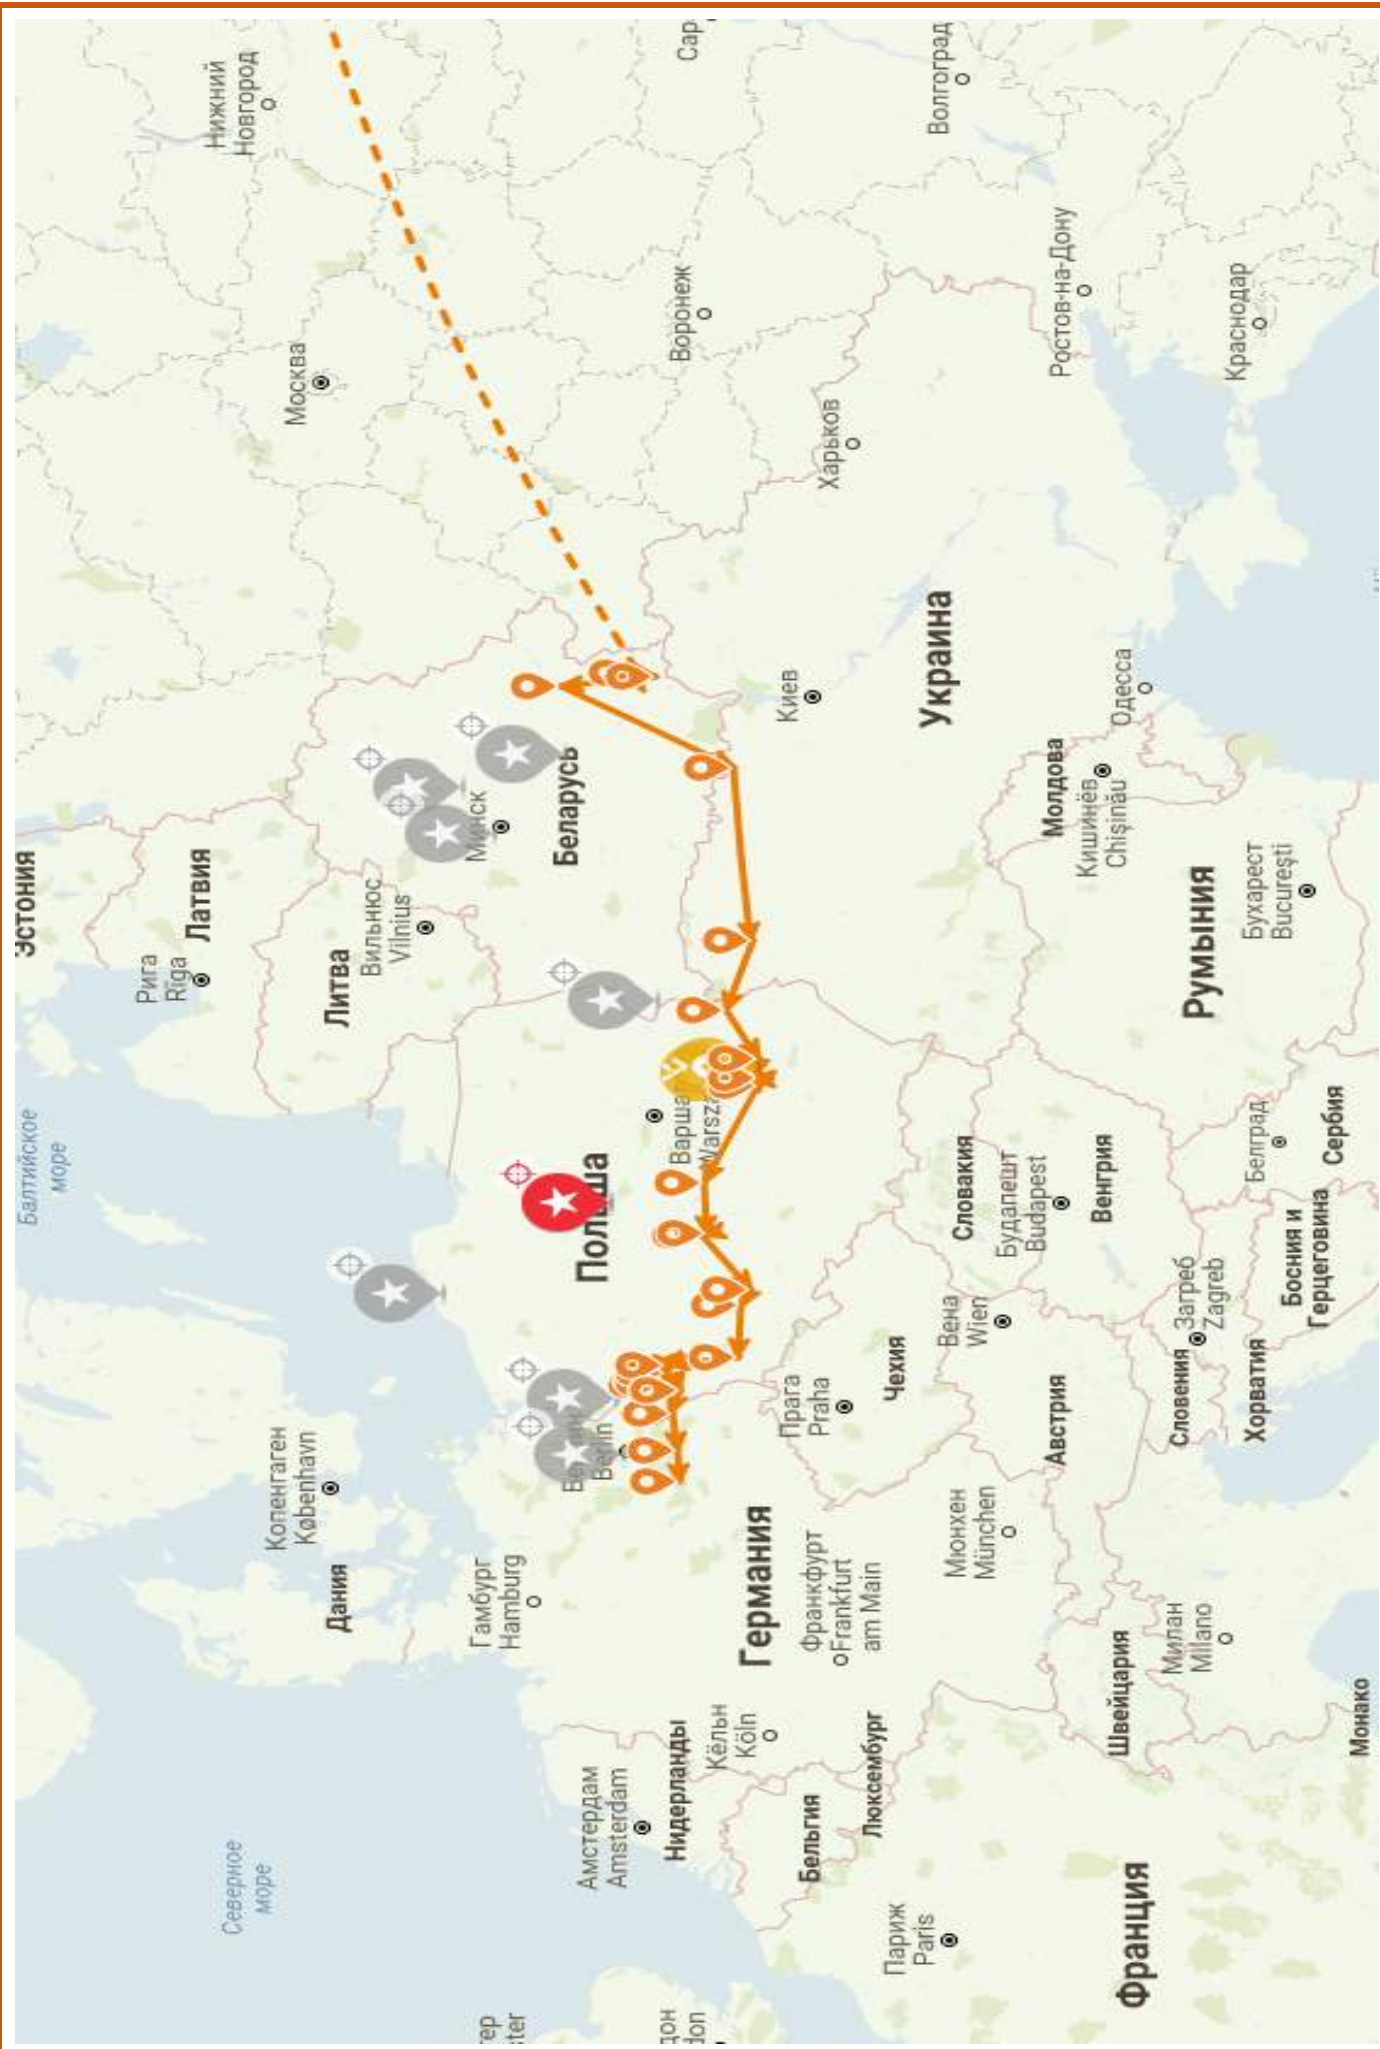 Северное
море
Балтийское
море
Эстония
Рига
Rīga
Латвия
Литва
Вильнюс
Vilnius
Нижний
Новгород
Москва
Копенгаген
København
Дания
Гамбург
Hamburg
Минск
Беларусь
Польша
Амстердам
Amsterdam
Нидерланды
Berlin
Варшава
Warsza
Воронеж
Сар
Кёльн
Köln
Германия
Киев
Харьков
Бельгия
Люксембург
Франкфурт
Frankfurt
am Main
Прага
Praha
Чехия
Париж
Paris
Украина
Волгоград
Мюнхен
München
Вена
Wien
Словакия
Будапешт
Budapest
Австрия
Венгрия
Молдова
Кишинёв
Chișinău
Одесса
Ростов-на-Дону
Франция
Швейцария
Милан
Milano
Словения
Загреб
Zagreb
Хорватия
Румыния
Бухарест
București
Белград
Краснодар
Босния и
Герцеговина
Сербия
Монако